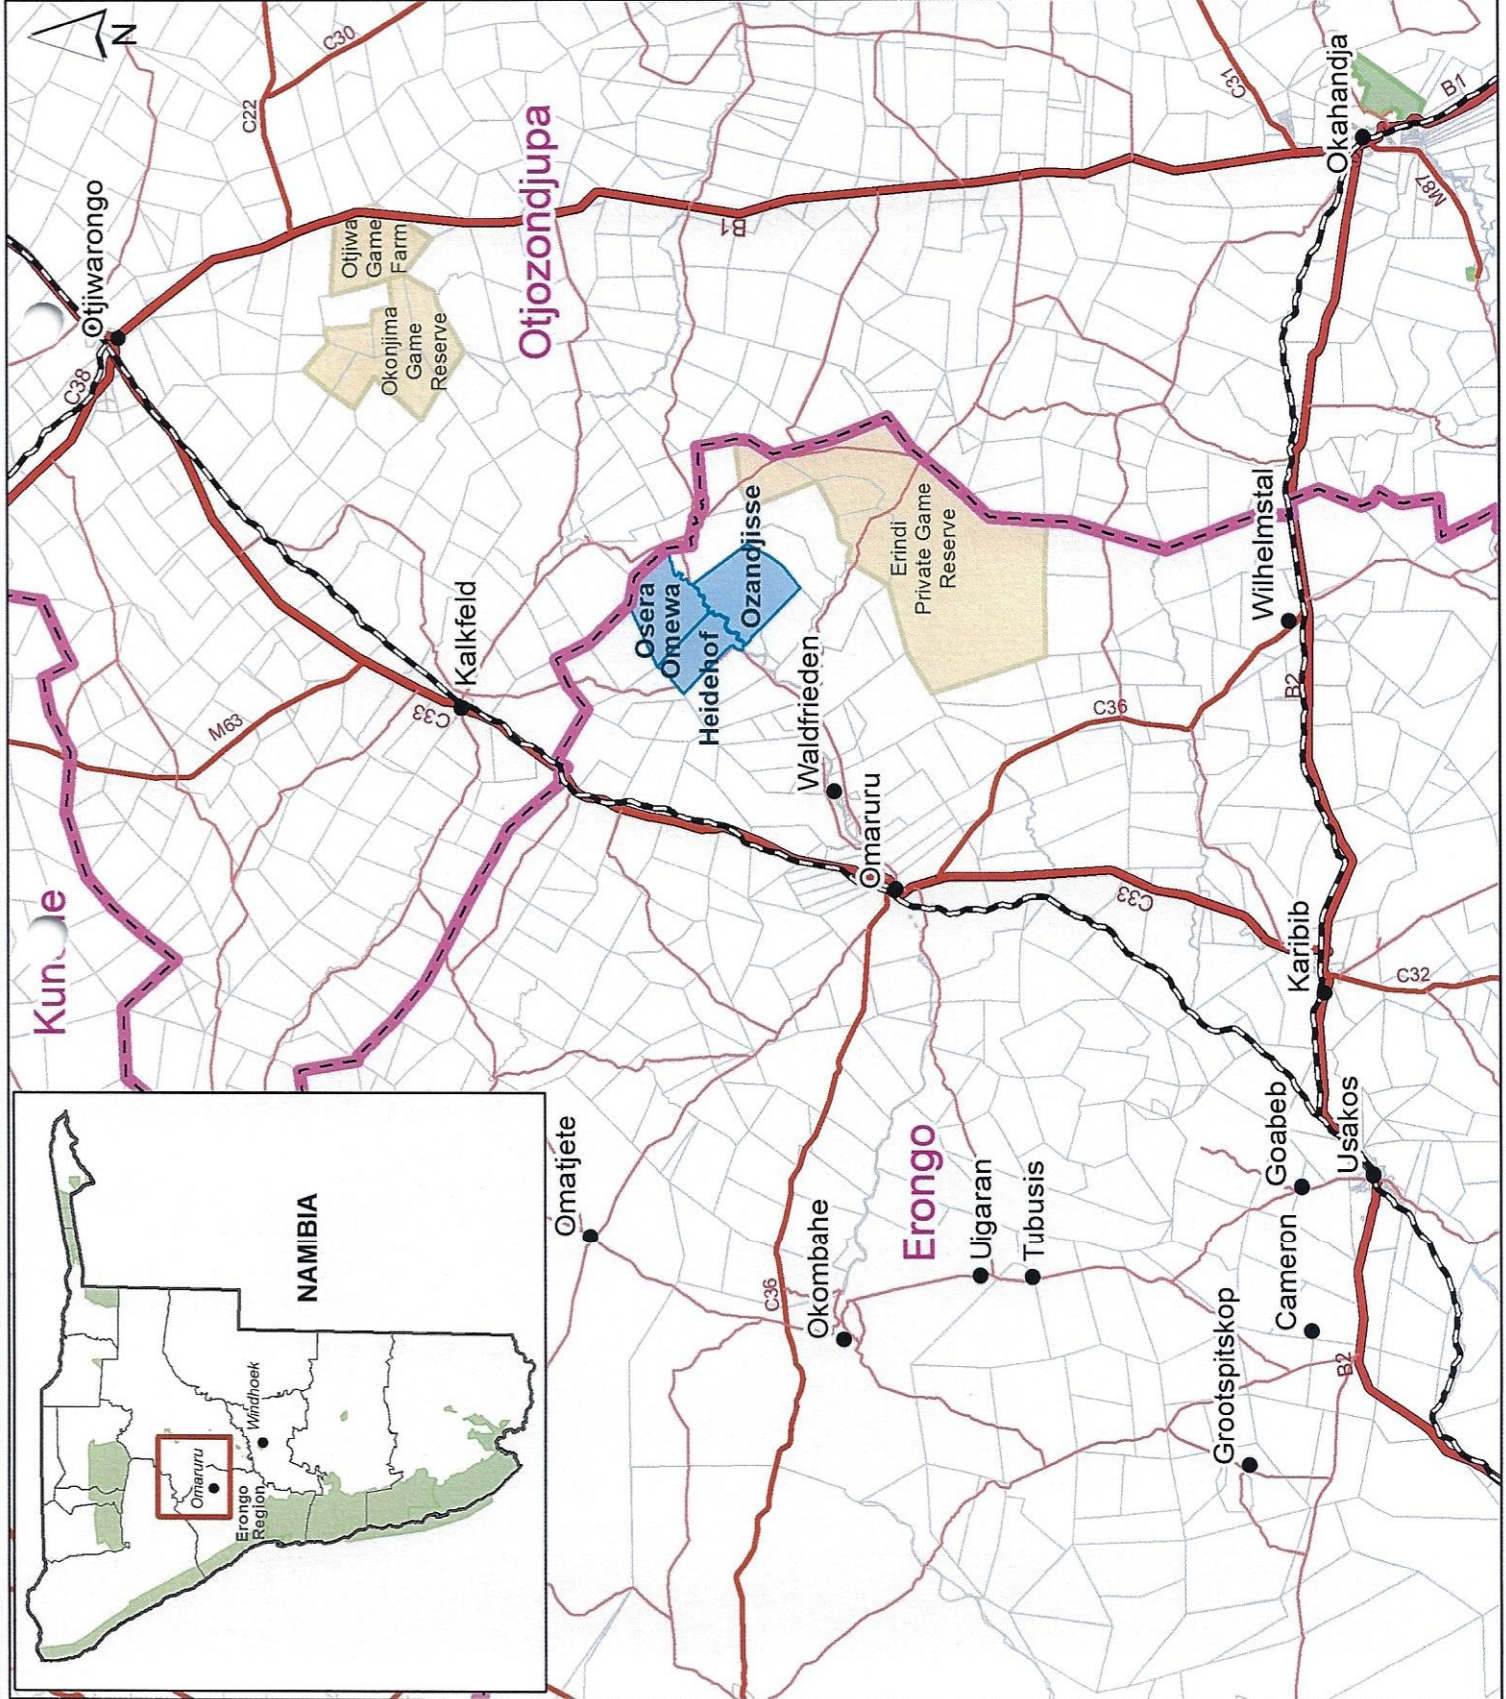 NAMIBIA
Omaruru
Windhoek
Erongo
Region
C38
Otjiwarongo
N
M63
C22
C30
Otjiwa
Game
Farm
Okonjima
Game
Reserve
C33
Kalkfeld
Otjozondjupa
Omatjete
Osera
Omewa
Heidehof
Ozandjisse
B1
C36
Okombahe
Waldfrieden
Omaruru
Erindi
Private Game
Reserve
Erongo
Uigaran
Tubusis
C36
C33
Grootspitskop
Cameron
Goabeb
Wilhelmstal
C31
Karibib
B2
B2
Usakos
Okahandja
C32
M87
B1